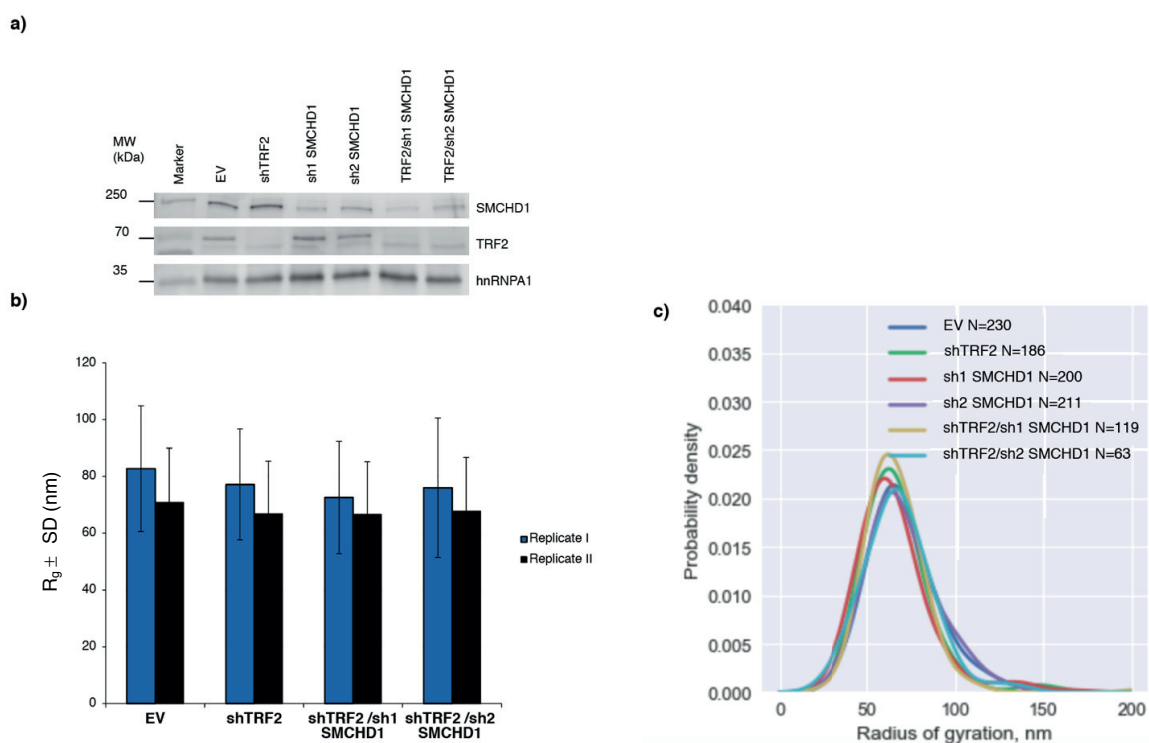 a)
MW
(kDa)
Marker
EV
shTRF2
sh1 SMCHD1
sh2 SMCHD1
TRF2/sh1 SMCHD1
TRF2/sh2 SMCHD1
250
SMCHD1
70
TRF2
35
hnRNPA1
b)
120
100
80
60
40
20
0
Rg ± SD (nm)
EV
shTRF2
shTRF2 /sh1
SMCHD1
shTRF2 /sh2
SMCHD1
Replicate I
Replicate II
c)
0.040
0.035
0.030
0.025
0.020
0.015
0.010
0.005
0.000
Probability density
EV N=230
shTRF2 N=186
sh1 SMCHD1 N=200
sh2 SMCHD1 N=211
shTRF2/sh1 SMCHD1 N=119
shTRF2/sh2 SMCHD1 N=63
0
50
100
150
200
Radius of gyration, nm